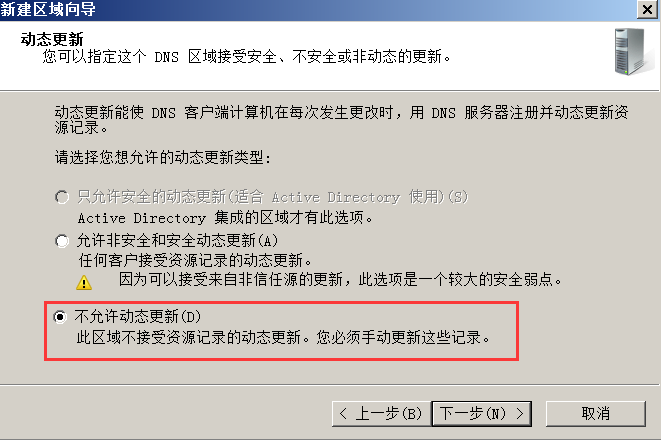 新建区域向导
动态更新
您可以指定这个 DNS 区域接受安全、不安全或非动态的更新。
动态更新能使 DNS 客户端计算机在每次发生更改时，用 DNS 服务器注册并动态更新资
源记录。
请选择您想允许的动态更新类型:
只允许安全的动态更新(适合 Active Directory 使用)(S)
Active Directory 集成的区域才有此选项。
允许非安全和安全动态更新(A)
任何客户接受资源记录的动态更新。
因为可以接受来自非信任源的更新，此选项是一个较大的安全弱点。
不允许动态更新(D)
此区域不接受资源记录的动态更新。您必须手动更新这些记录。
< 上一步(B) 下一步(N) > 取消